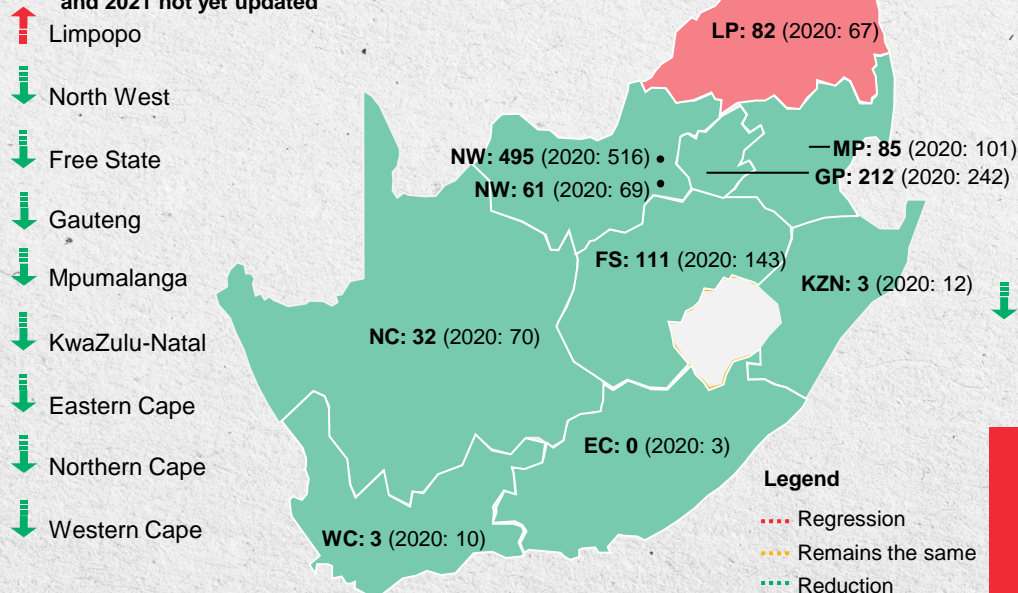 and 2021 not yet updated
Limpopo
North West
Free State
Gauteng
Mpumalanga
KwaZulu-Natal
Eastern Cape
Northern Cape
Western Cape
LP: 82 (2020: 67)
NW: 495 (2020: 516)
NW: 61 (2020: 69)
MP: 85 (2020: 101)
GP: 212 (2020: 242)
FS: 111 (2020: 143)
KZN: 3 (2020: 12)
NC: 32 (2020: 70)
EC: 0 (2020: 3)
WC: 3 (2020: 10)
Legend
Regression
Remains the same
Reduction